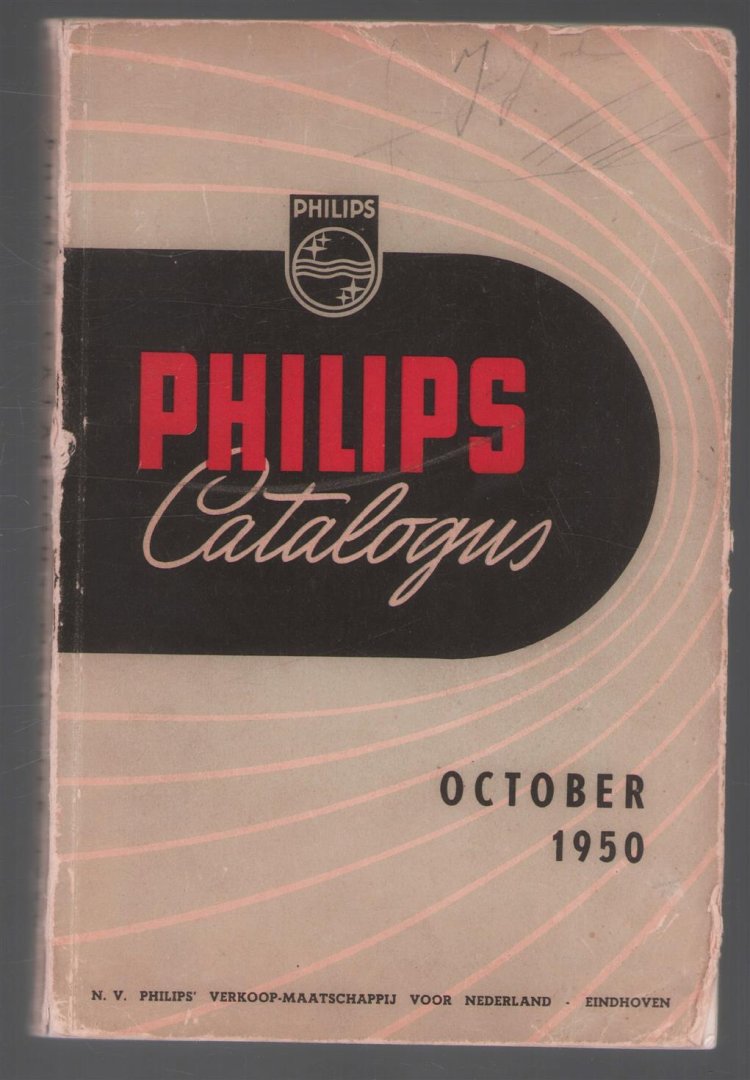 PHILIPS
PHILIPS
Catalogus
OCTOBER
1950
N. V. PHILIPS' VERKOOP-MAATSCHAPPIJ VOOR NEDERLAND - EINDHOVEN